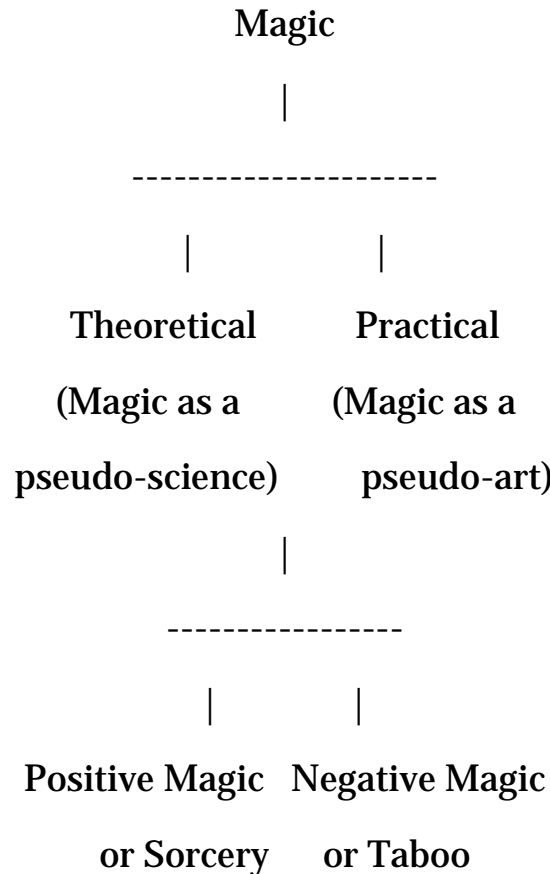 Magic
|
----------------------
| |
Theoretical Practical
(Magic as a (Magic as a
pseudo-science) pseudo-art)
|
-----------------
| |
Positive Magic Negative Magic
or Sorcery or Taboo